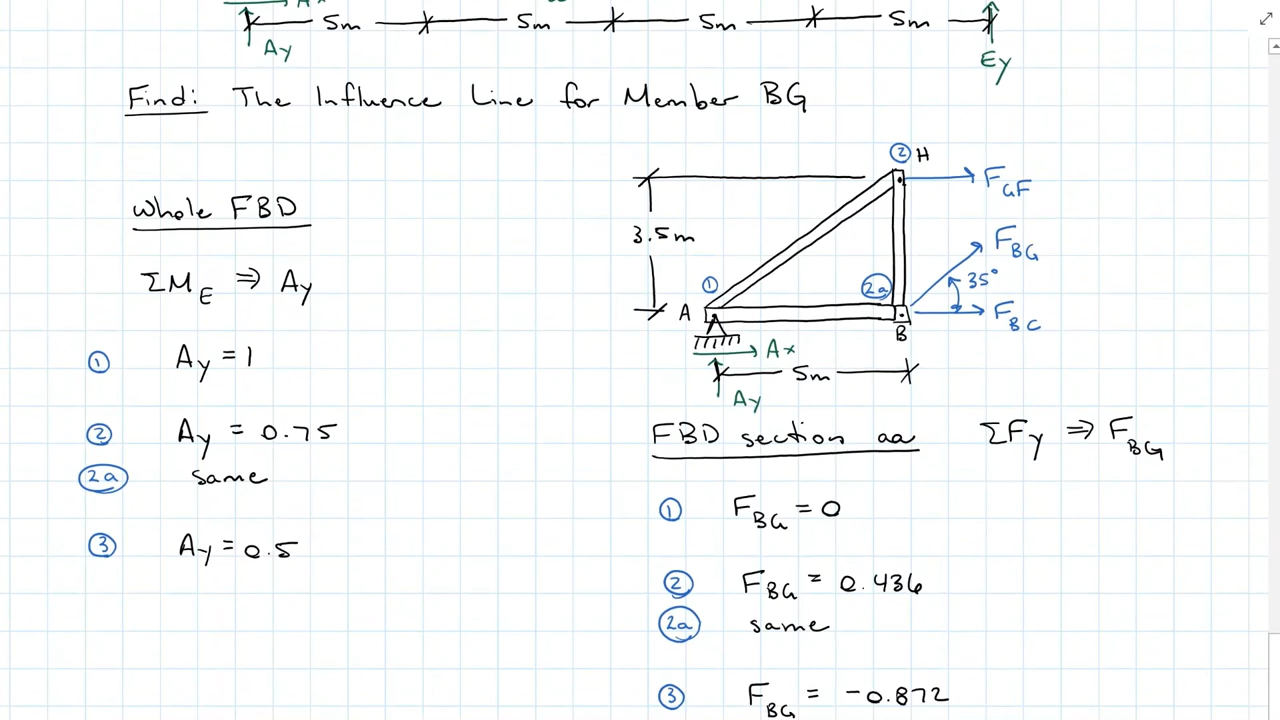 5m 5m 5m 5m
Ay Ey
Find: The Influence Line for Member BG
② H
F_GF
Whole FBD
3.5m
F_BG
ΣM_E ⇒ Ay
① 2a 35°
A F_BC
B
Ax
① Ay = 1
5m
Ay
② Ay = 0.75
FBD section aa ΣFy ⇒ F_BG
2a same
① F_BG = 0
③ Ay = 0.5
② F_BG = 0.436
2a same
③ F_BG = -0.872